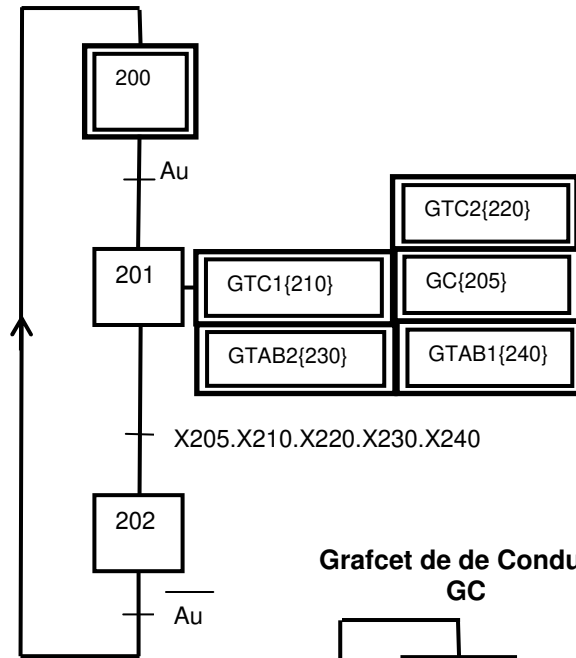 200
Au
GTC2{220}
201
GTC1{210}
GC{205}
GTAB2{230}
GTAB1{240}
X205.X210.X220.X230.X240
202
Grafcet de de Condu
GC
Au